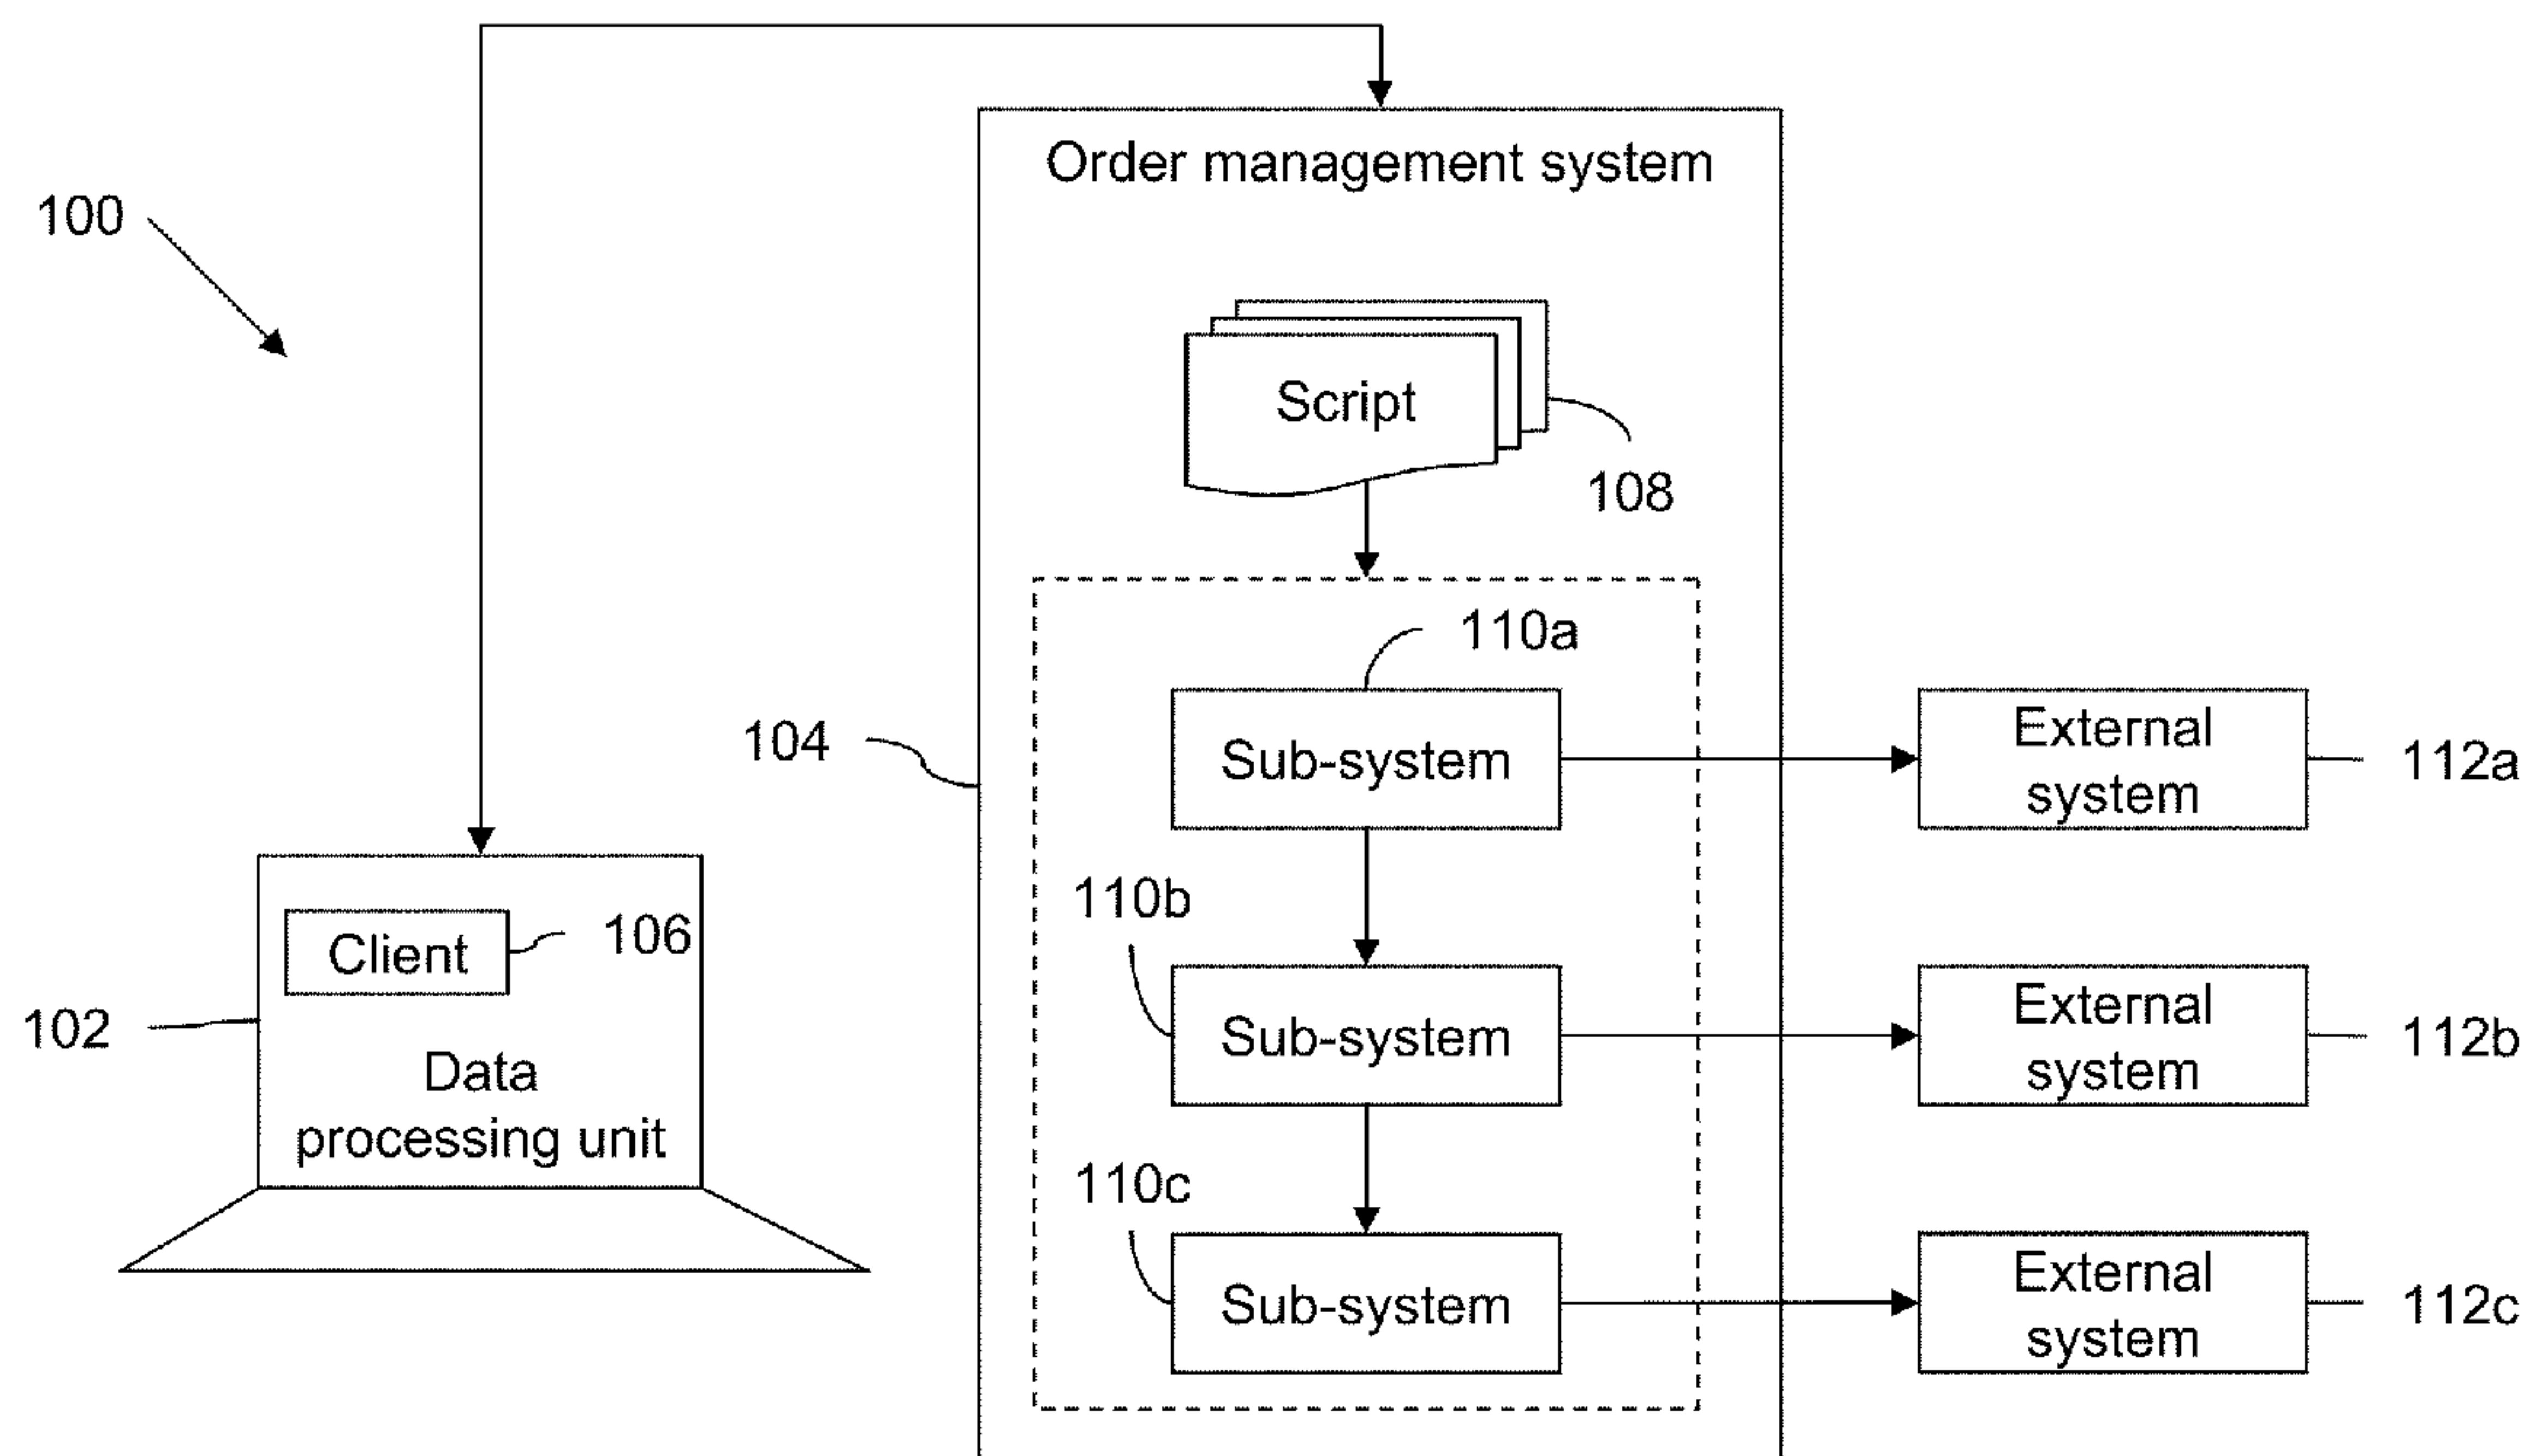 Order management system
100
Script
108
110a
104
Sub-system
External
system
112a
110b
Client
106
102
Data
processing unit
Sub-system
External
system
112b
110c
Sub-system
External
system
112c